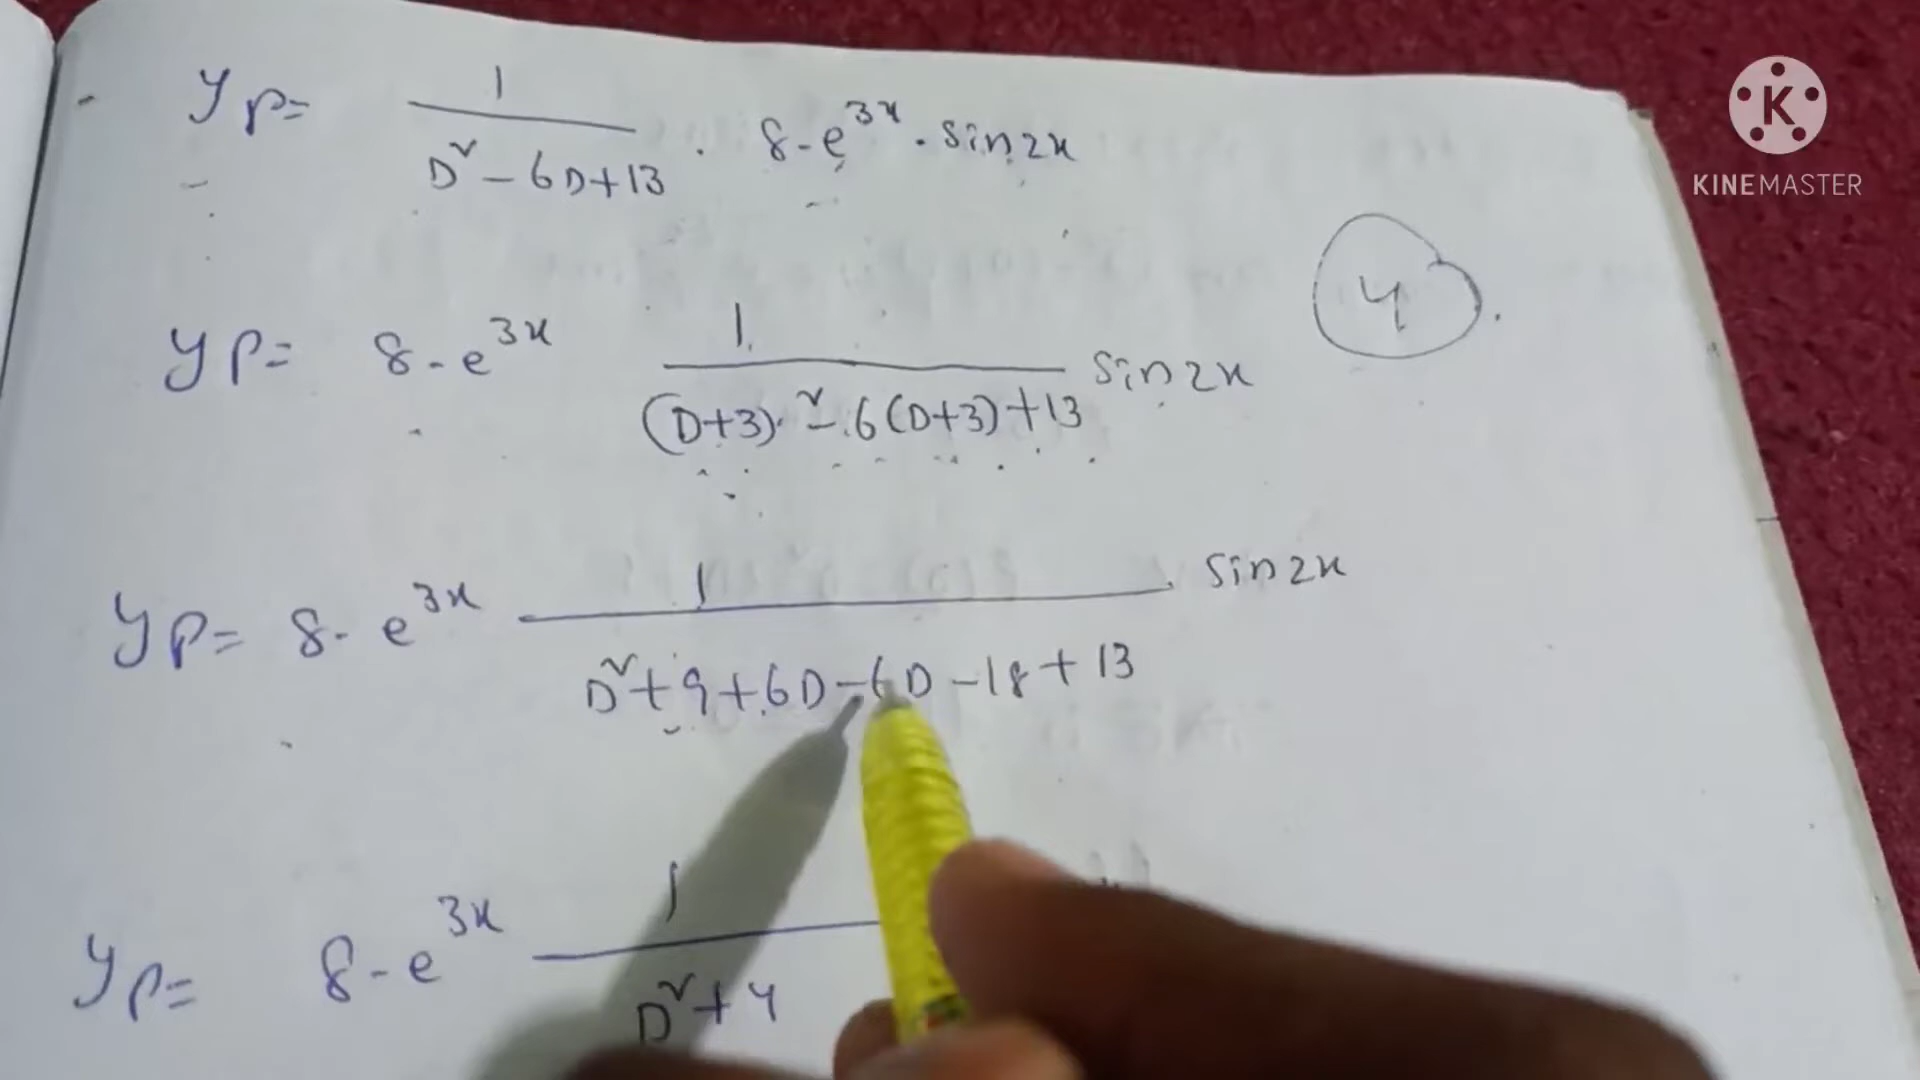 yp = 1/(D² - 6D + 13) . 8 - e^3x . sin2x
KINEMASTER
4
yp = 8 - e^3x 1/((D+3)² - 6(D+3) + 13) sin2x
yp = 8 - e^3x 1/(D² + 9 + 6D - 6D - 18 + 13) sin2x
yp = 8 - e^3x 1/(D² + 4